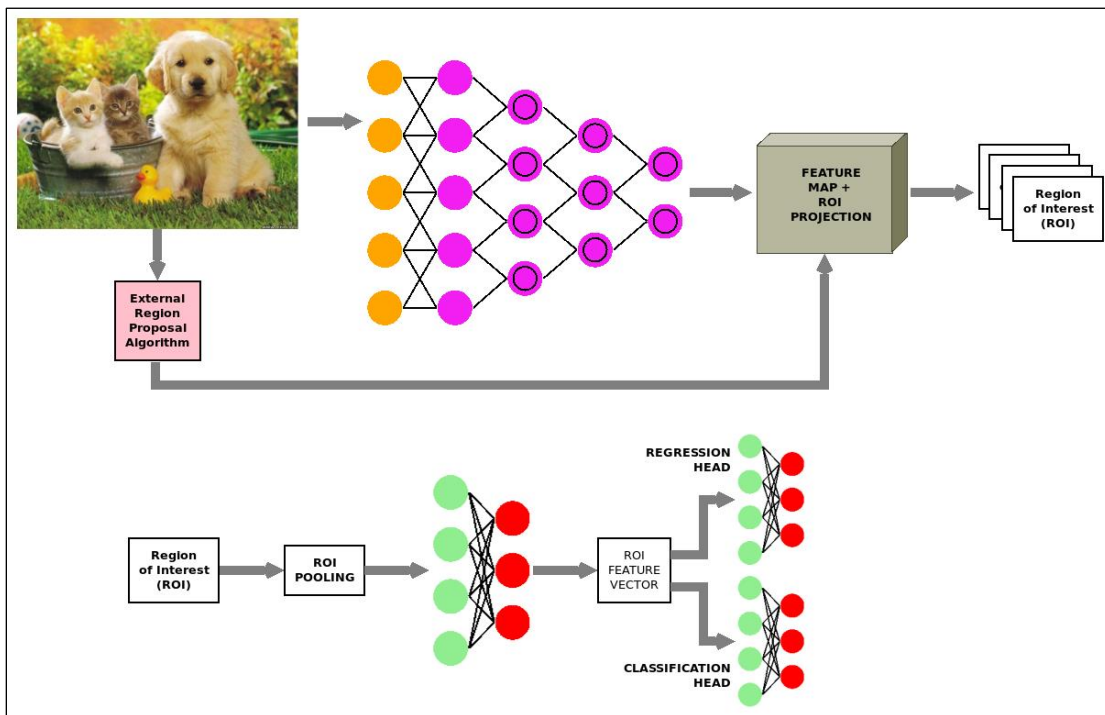 FEATURE
MAP +
ROI
PROJECTION
Region
of Interest
(ROI)
External
Region
Proposal
Algorithm
REGRESSION
HEAD
Region
of Interest
(ROI)
ROI
POOLING
ROI
FEATURE
VECTOR
CLASSIFICATION
HEAD